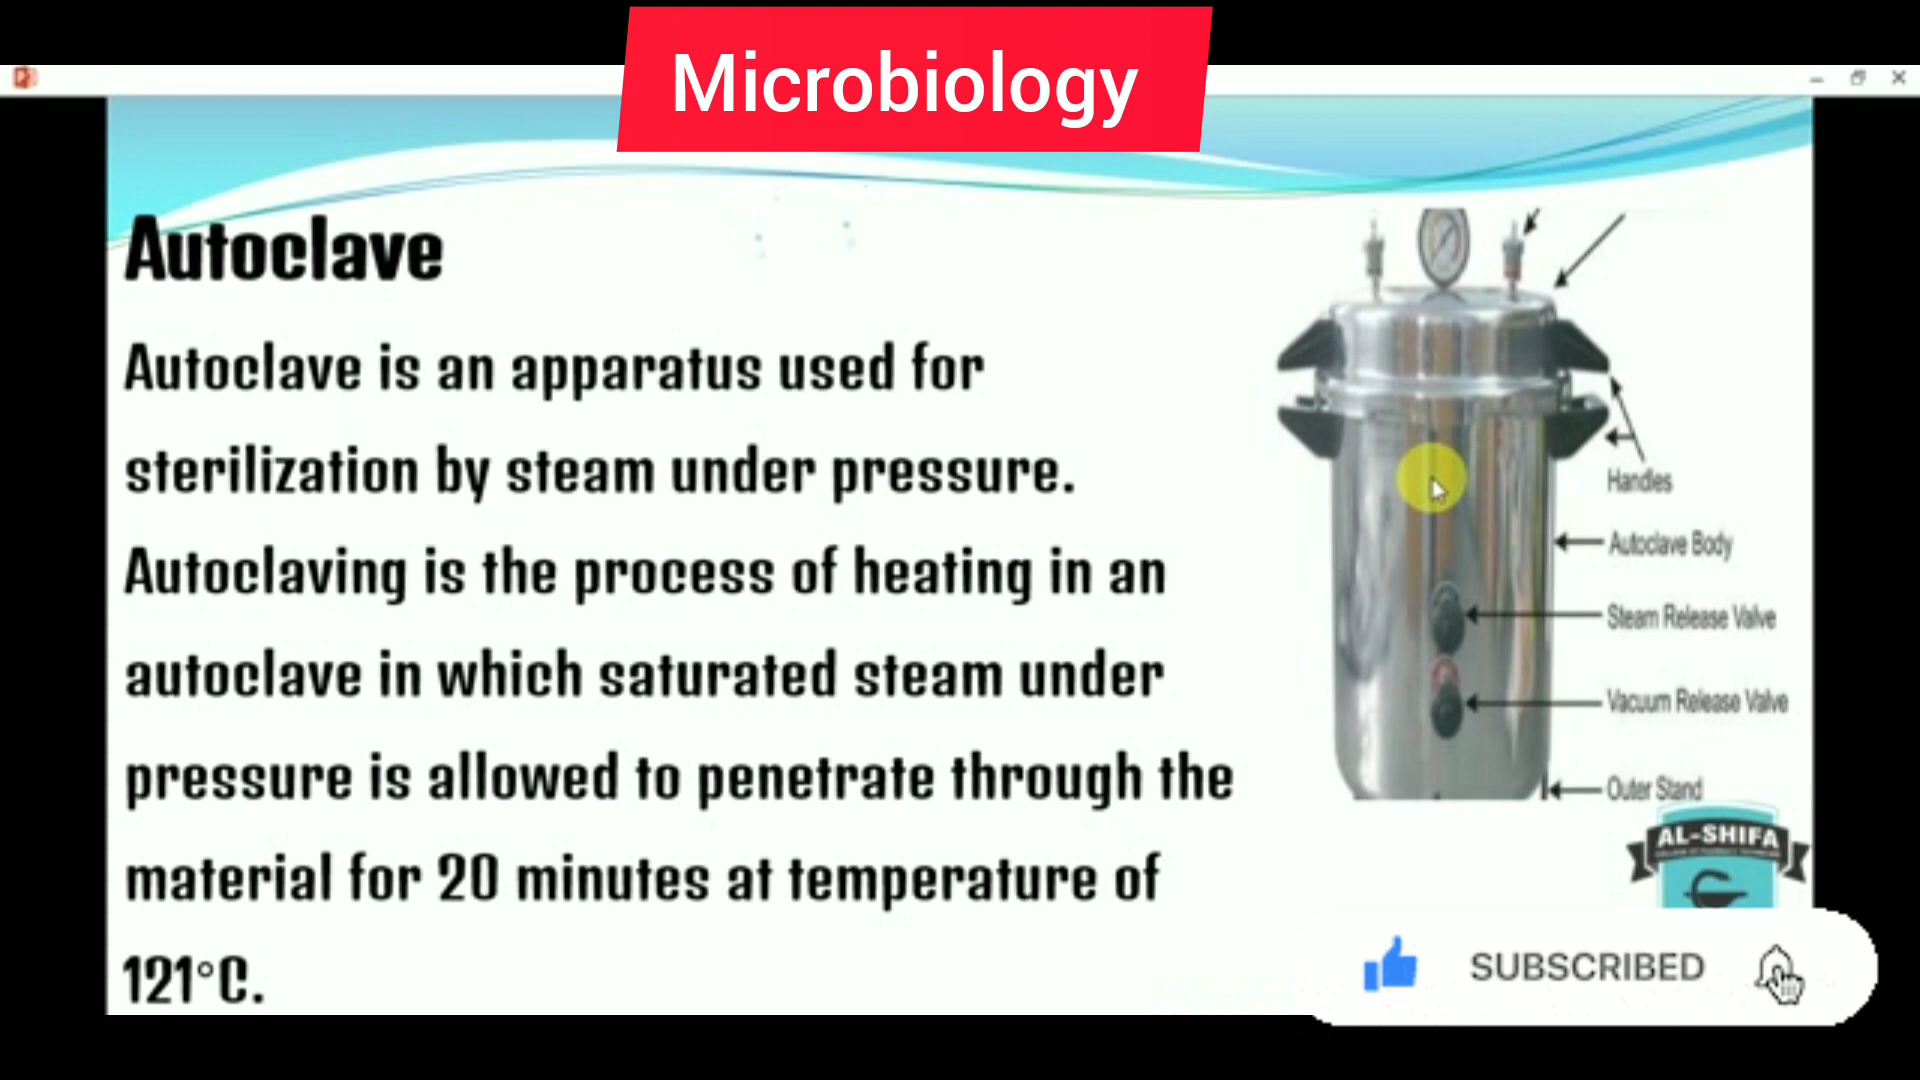 Microbiology
Autoclave
Autoclave is an apparatus used for
sterilization by steam under pressure.
Autoclaving is the process of heating in an
autoclave in which saturated steam under
pressure is allowed to penetrate through the
material for 20 minutes at temperature of
121°C.
Handles
Autoclave Body
Steam Release Valve
Vacuum Release Valve
Outer Stand
AL-SHIFA
SUBSCRIBED